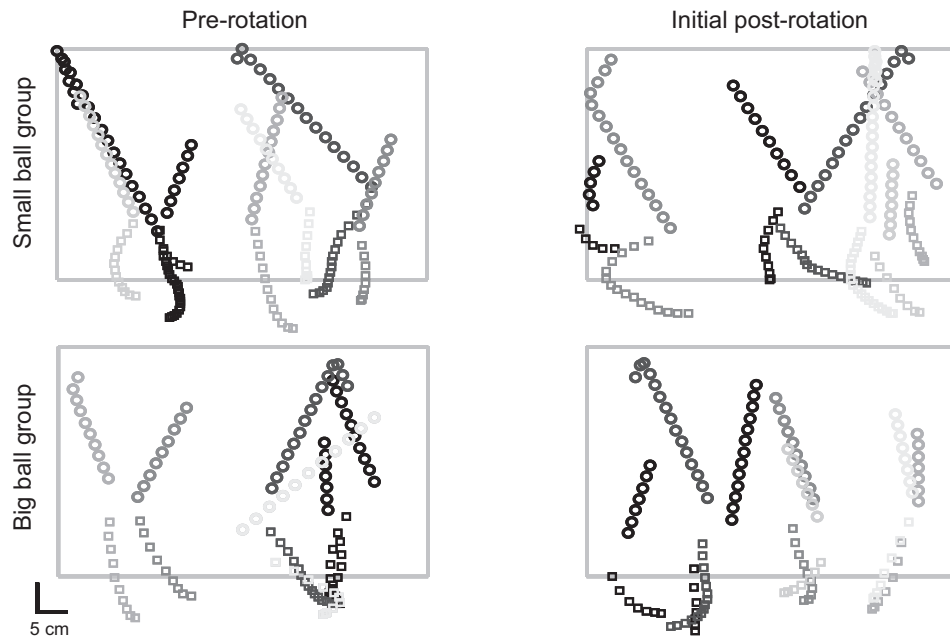 Pre-rotation
Initial post-rotation
Small ball group
Big ball group
5 cm